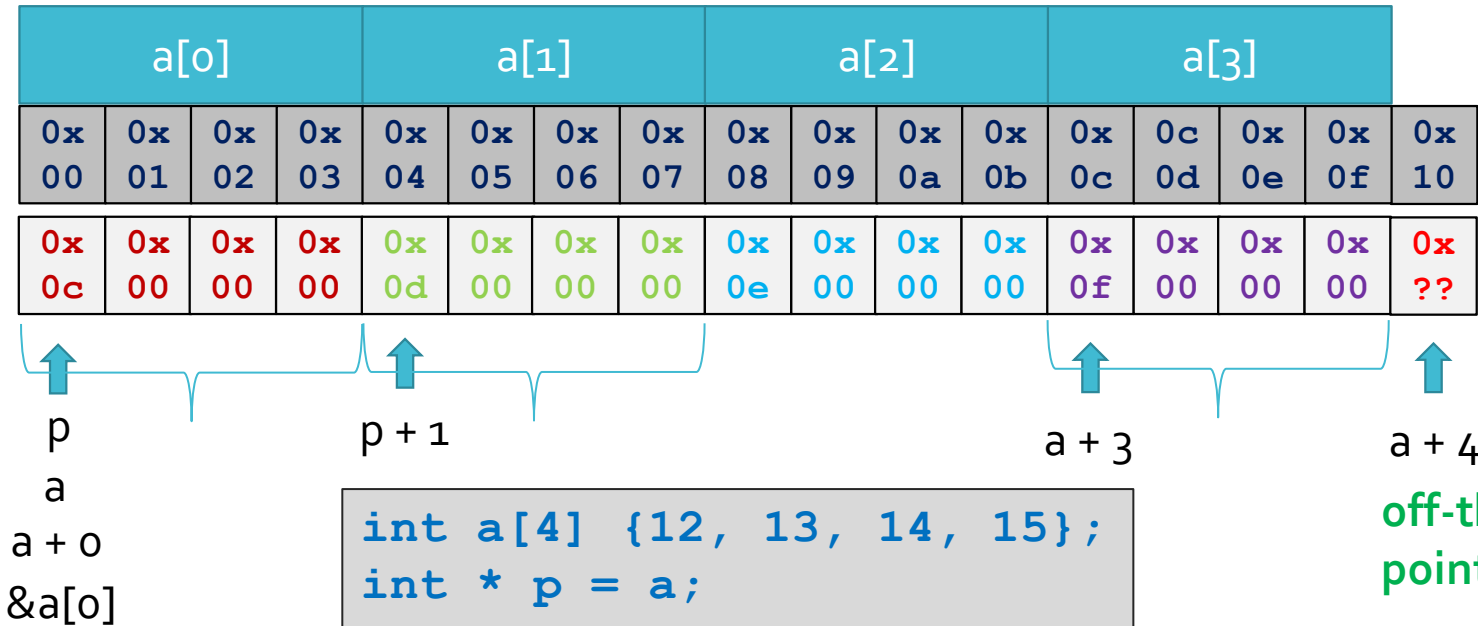 a[0] a[1] a[2] a[3]
0x 0x 0x 0x 0x 0x 0x 0x 0x 0x 0x 0x 0x 0c 0x 0x 0x
00 01 02 03 04 05 06 07 08 09 0a 0b 0c 0d 0e 0f 10
0x 0x 0x 0x 0x 0x 0x 0x 0x 0x 0x 0x 0x 0x 0x 0x 0x
0c 00 00 00 0d 00 00 00 0e 00 00 00 0f 00 00 00 ??
p p + 1 a + 3 a + 4
a
a + 0
&a[0]
int a[4] {12, 13, 14, 15};
int * p = a;